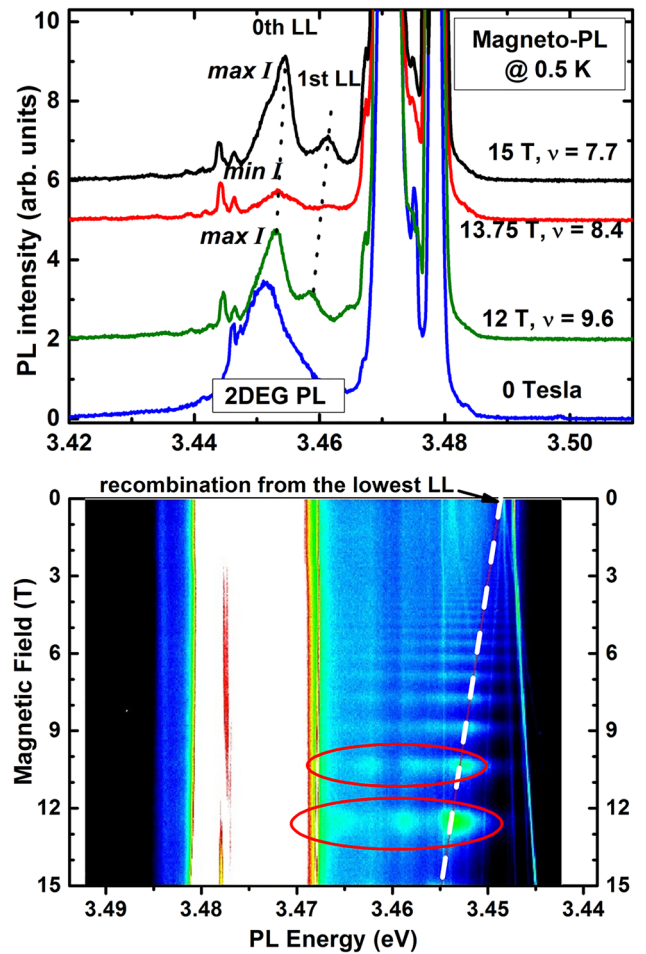 10
8
6
4
2
0
PL intensity (arb. units)
0th LL
max I
1st LL
Magneto-PL
@ 0.5 K
15 T, ν = 7.7
min I
13.75 T, ν = 8.4
max I
12 T, ν = 9.6
2DEG PL
0 Tesla
3.42 3.44 3.46 3.48 3.50
recombination from the lowest LL
0 0
3 3
6 6
9 9
12 12
15 15
Magnetic Field (T)
3.49 3.48 3.47 3.46 3.45 3.44
PL Energy (eV)